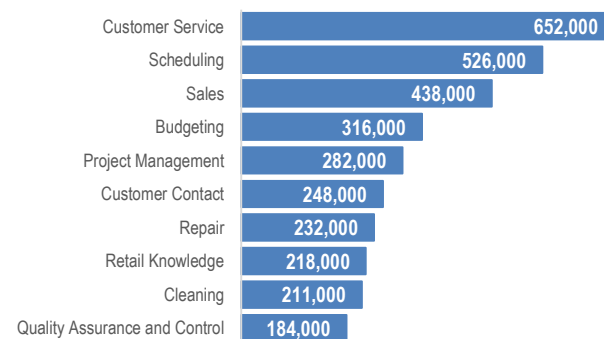 Customer Service 652,000
Scheduling 526,000
Sales 438,000
Budgeting 316,000
Project Management 282,000
Customer Contact 248,000
Repair 232,000
Retail Knowledge 218,000
Cleaning 211,000
Quality Assurance and Control 184,000